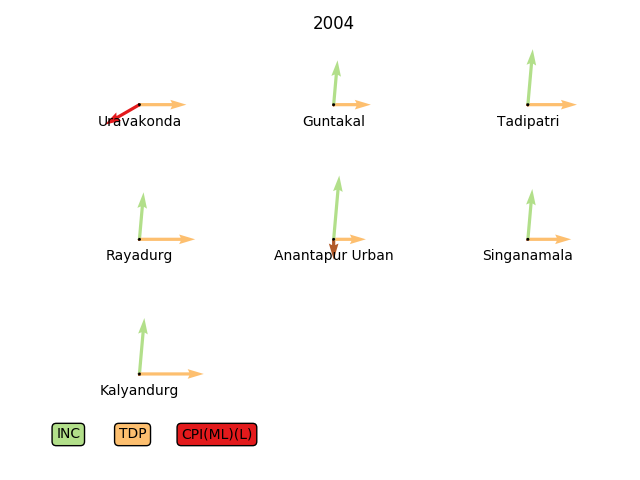 2004
Uravakonda
Guntakal
Tadipatri
Rayadurg
Anantapur Urban
Singanamala
Kalyandurg
INC
TDP
CPI(ML)(L)